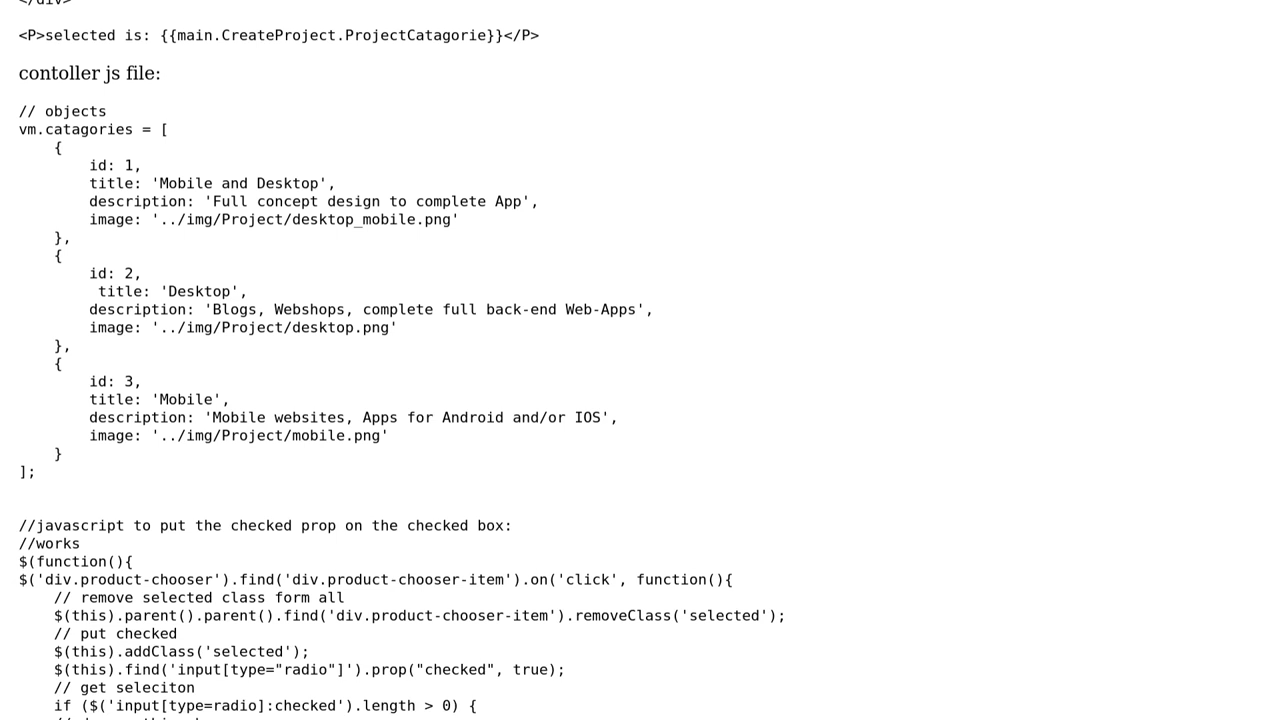 </div>
<P>selected is: {{main.CreateProject.ProjectCatagorie}}</P>
contoller js file:
// objects
vm.catagories = [
    {
        id: 1,
        title: 'Mobile and Desktop',
        description: 'Full concept design to complete App',
        image: '../img/Project/desktop_mobile.png'
    },
    {
        id: 2,
         title: 'Desktop',
        description: 'Blogs, Webshops, complete full back-end Web-Apps',
        image: '../img/Project/desktop.png'
    },
    {
        id: 3,
        title: 'Mobile',
        description: 'Mobile websites, Apps for Android and/or IOS',
        image: '../img/Project/mobile.png'
    }
];
//javascript to put the checked prop on the checked box:
//works
$(function(){
$('div.product-chooser').find('div.product-chooser-item').on('click', function(){
    // remove selected class form all
    $(this).parent().parent().find('div.product-chooser-item').removeClass('selected');
    // put checked
    $(this).addClass('selected');
    $(this).find('input[type="radio"]').prop("checked", true);
    // get seleciton
    if ($('input[type=radio]:checked').length > 0) {